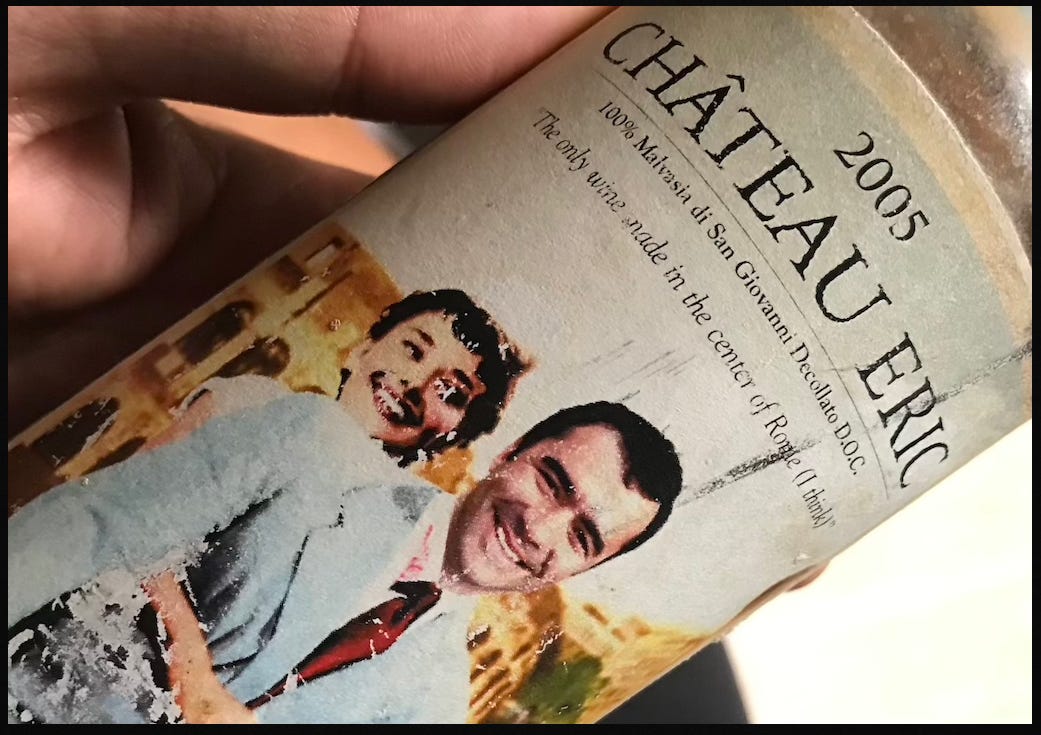 2005
CHÂTEAU ERIC
100% Malvasia di San Giovanni Decollato D.O.C.
"The only wine made in the center of Rome (I think)"